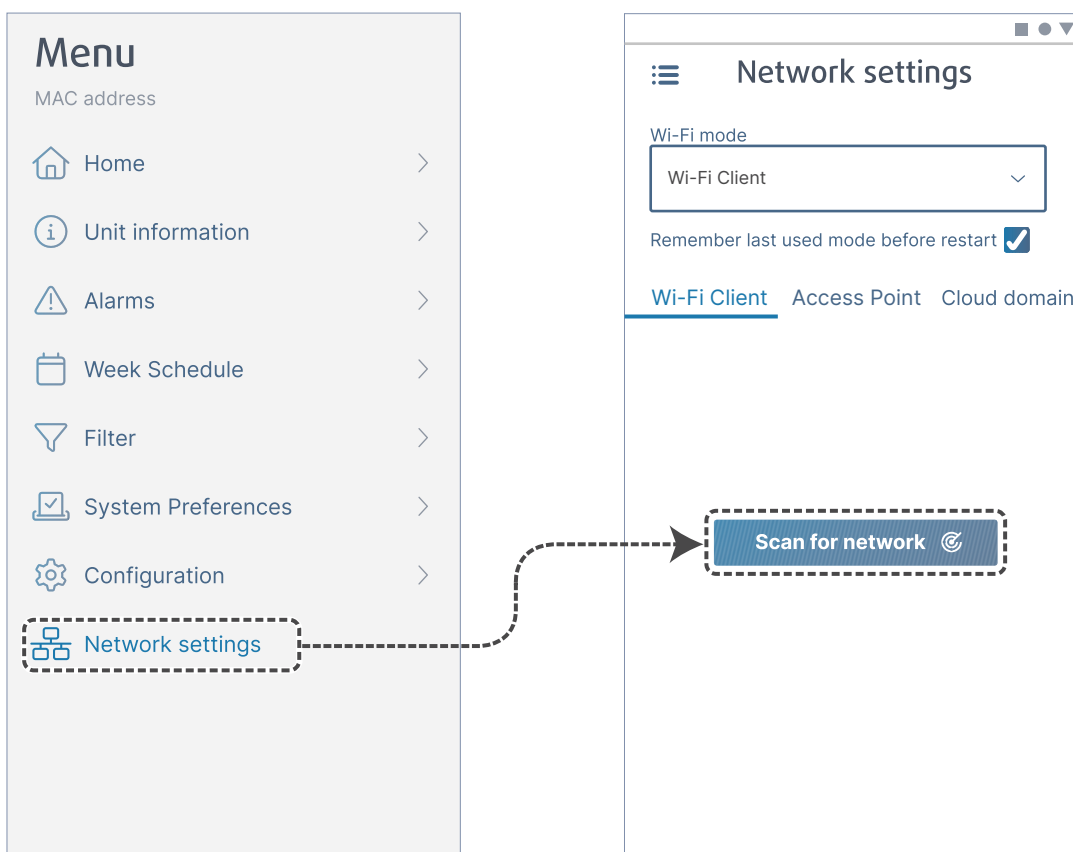 Menu
MAC address
Home
Unit information
Alarms
Week Schedule
Filter
System Preferences
Configuration
Network settings
Network settings
Wi-Fi mode
Wi-Fi Client
Remember last used mode before restart
Wi-Fi Client Access Point Cloud domain
Scan for network